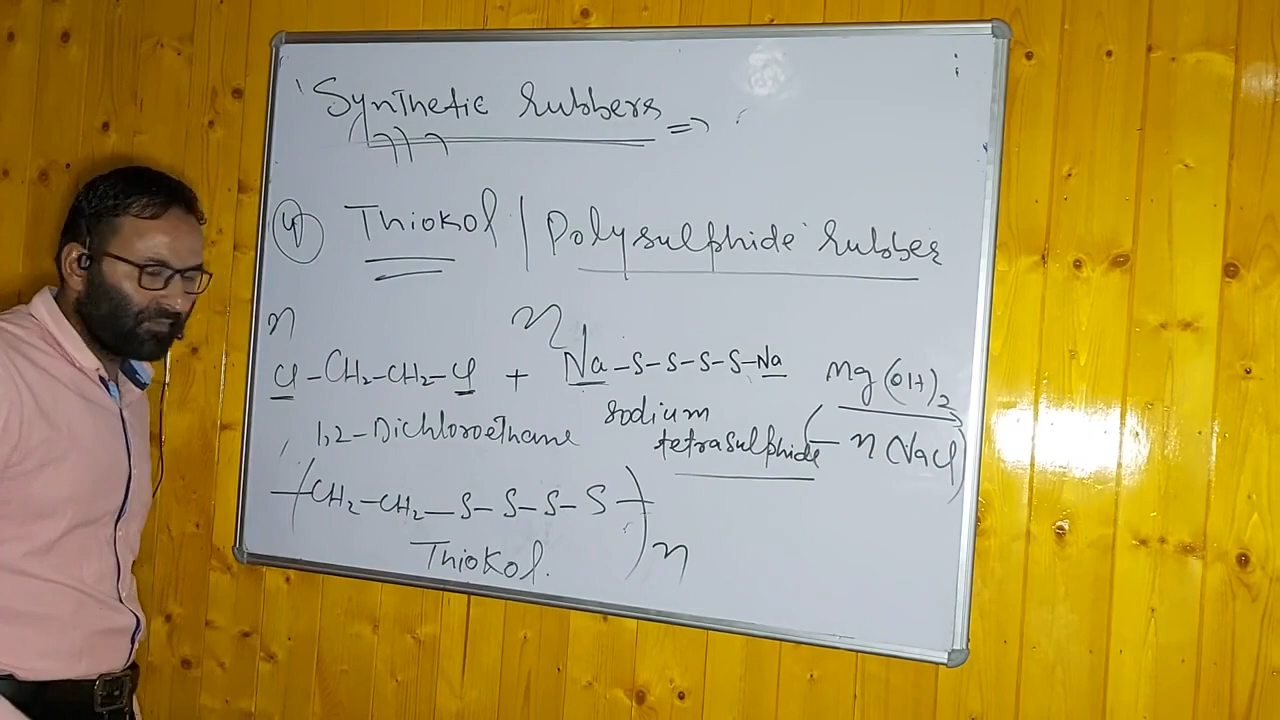 Synthetic Rubbers ⇒
④ Thiokol / Polysulphide Rubber
n Cl-CH₂-CH₂-Cl + n Na-S-S-S-S-Na Mg(OH)₂
1,2-Dichloroethane sodium tetrasulphide (- n NaCl)
(CH₂-CH₂-S-S-S-S)n
Thiokol.